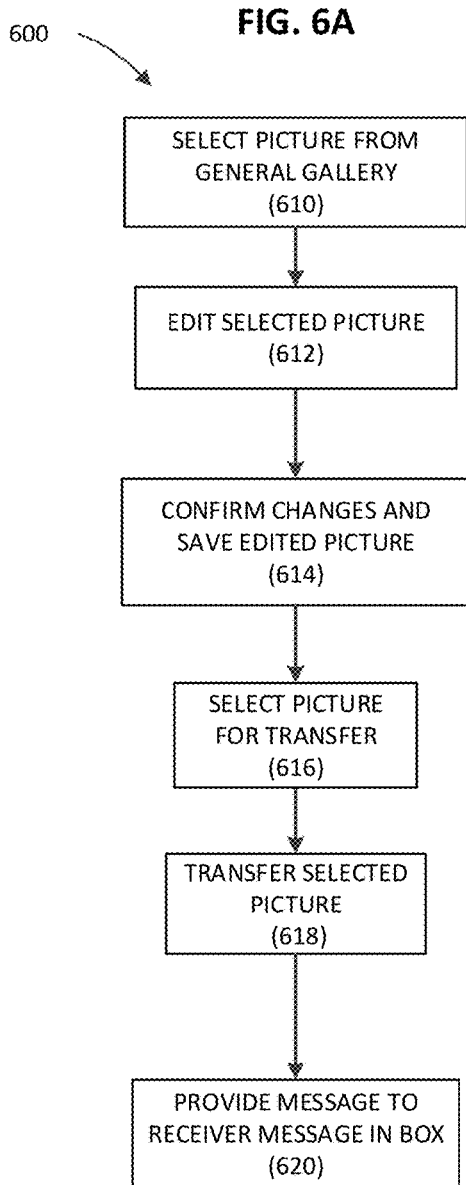 FIG. 6A
600
SELECT PICTURE FROM
GENERAL GALLERY
(610)
EDIT SELECTED PICTURE
(612)
CONFIRM CHANGES AND
SAVE EDITED PICTURE
(614)
SELECT PICTURE
FOR TRANSFER
(616)
TRANSFER SELECTED
PICTURE
(618)
PROVIDE MESSAGE TO
RECEIVER MESSAGE IN BOX
(620)